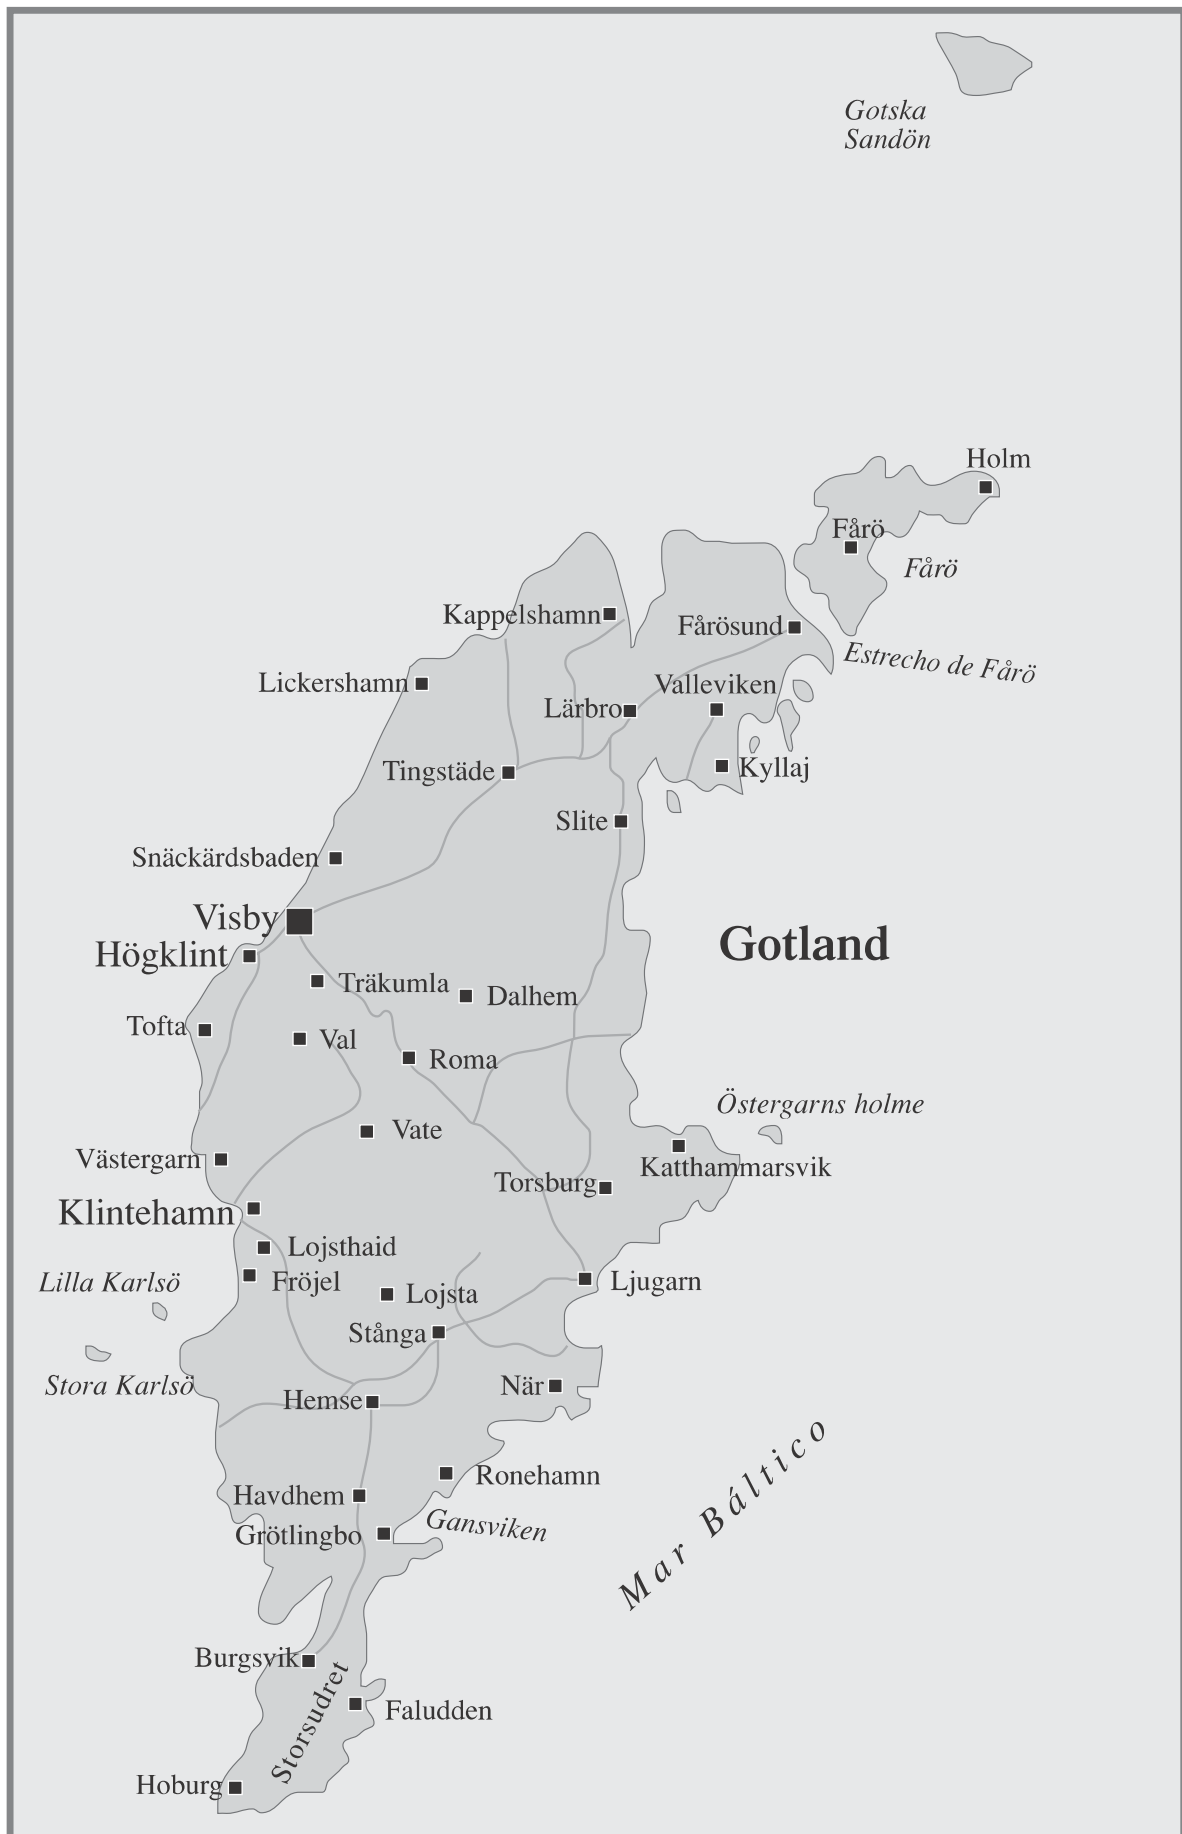 Gotska
Sandön
Holm
Fårö
Fårö
Kappelshamn
Fårösund
Estrecho de Fårö
Lickershamn
Valleviken
Lärbro
Tingstäde
Kyllaj
Slite
Snäckärdsbaden
Visby
Gotland
Högklint
Träkumla
Dalhem
Tofta
Val
Roma
Östergarns holme
Vate
Västergarn
Katthammarsvik
Torsburg
Klintehamn
Lojsthaid
Lilla Karlsö
Fröjel
Ljugarn
Lojsta
Stånga
Stora Karlsö
När
Hemse
Mar Báltico
Ronehamn
Havdhem
Gansviken
Grötlingbo
Burgsvik
Storsudret
Faludden
Hoburg